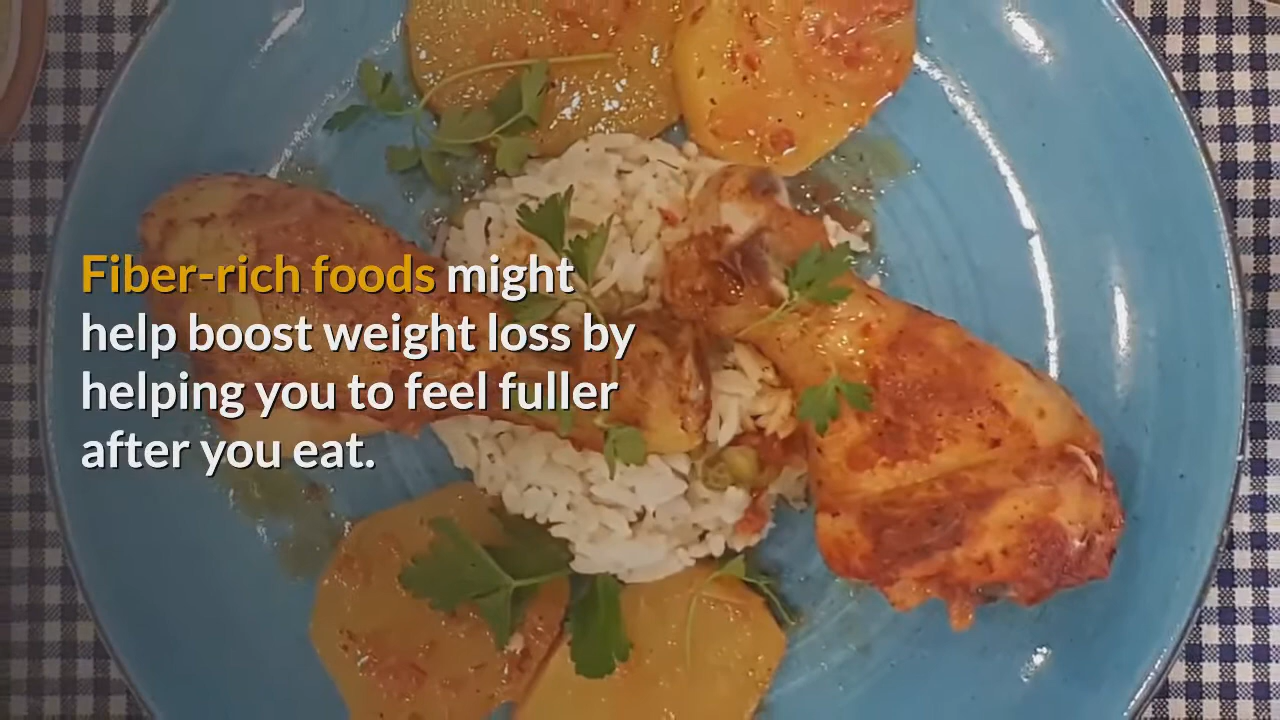 Fiber-rich foods might
help boost weight loss by
helping you to feel fuller
after you eat.